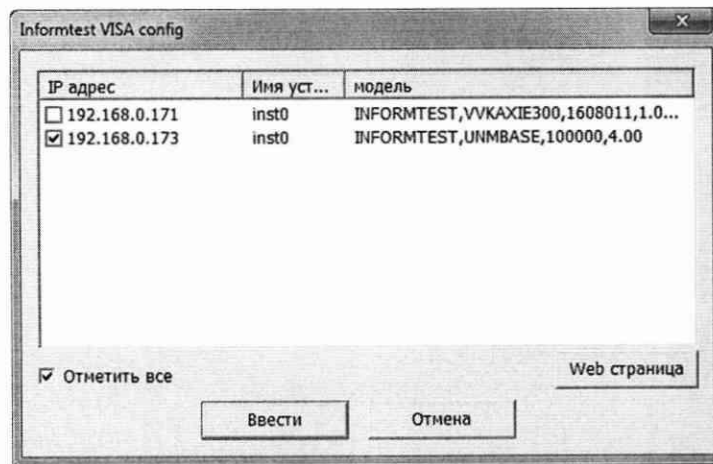 Informtest VISA config
IP адрес Имя уст... модель
192.168.0.171 inst0 INFORMTEST,VVKAXIE300,1608011,1.0...
192.168.0.173 inst0 INFORMTEST,UNMBASE,100000,4.00
Отметить все
Web страница
Ввести Отмена